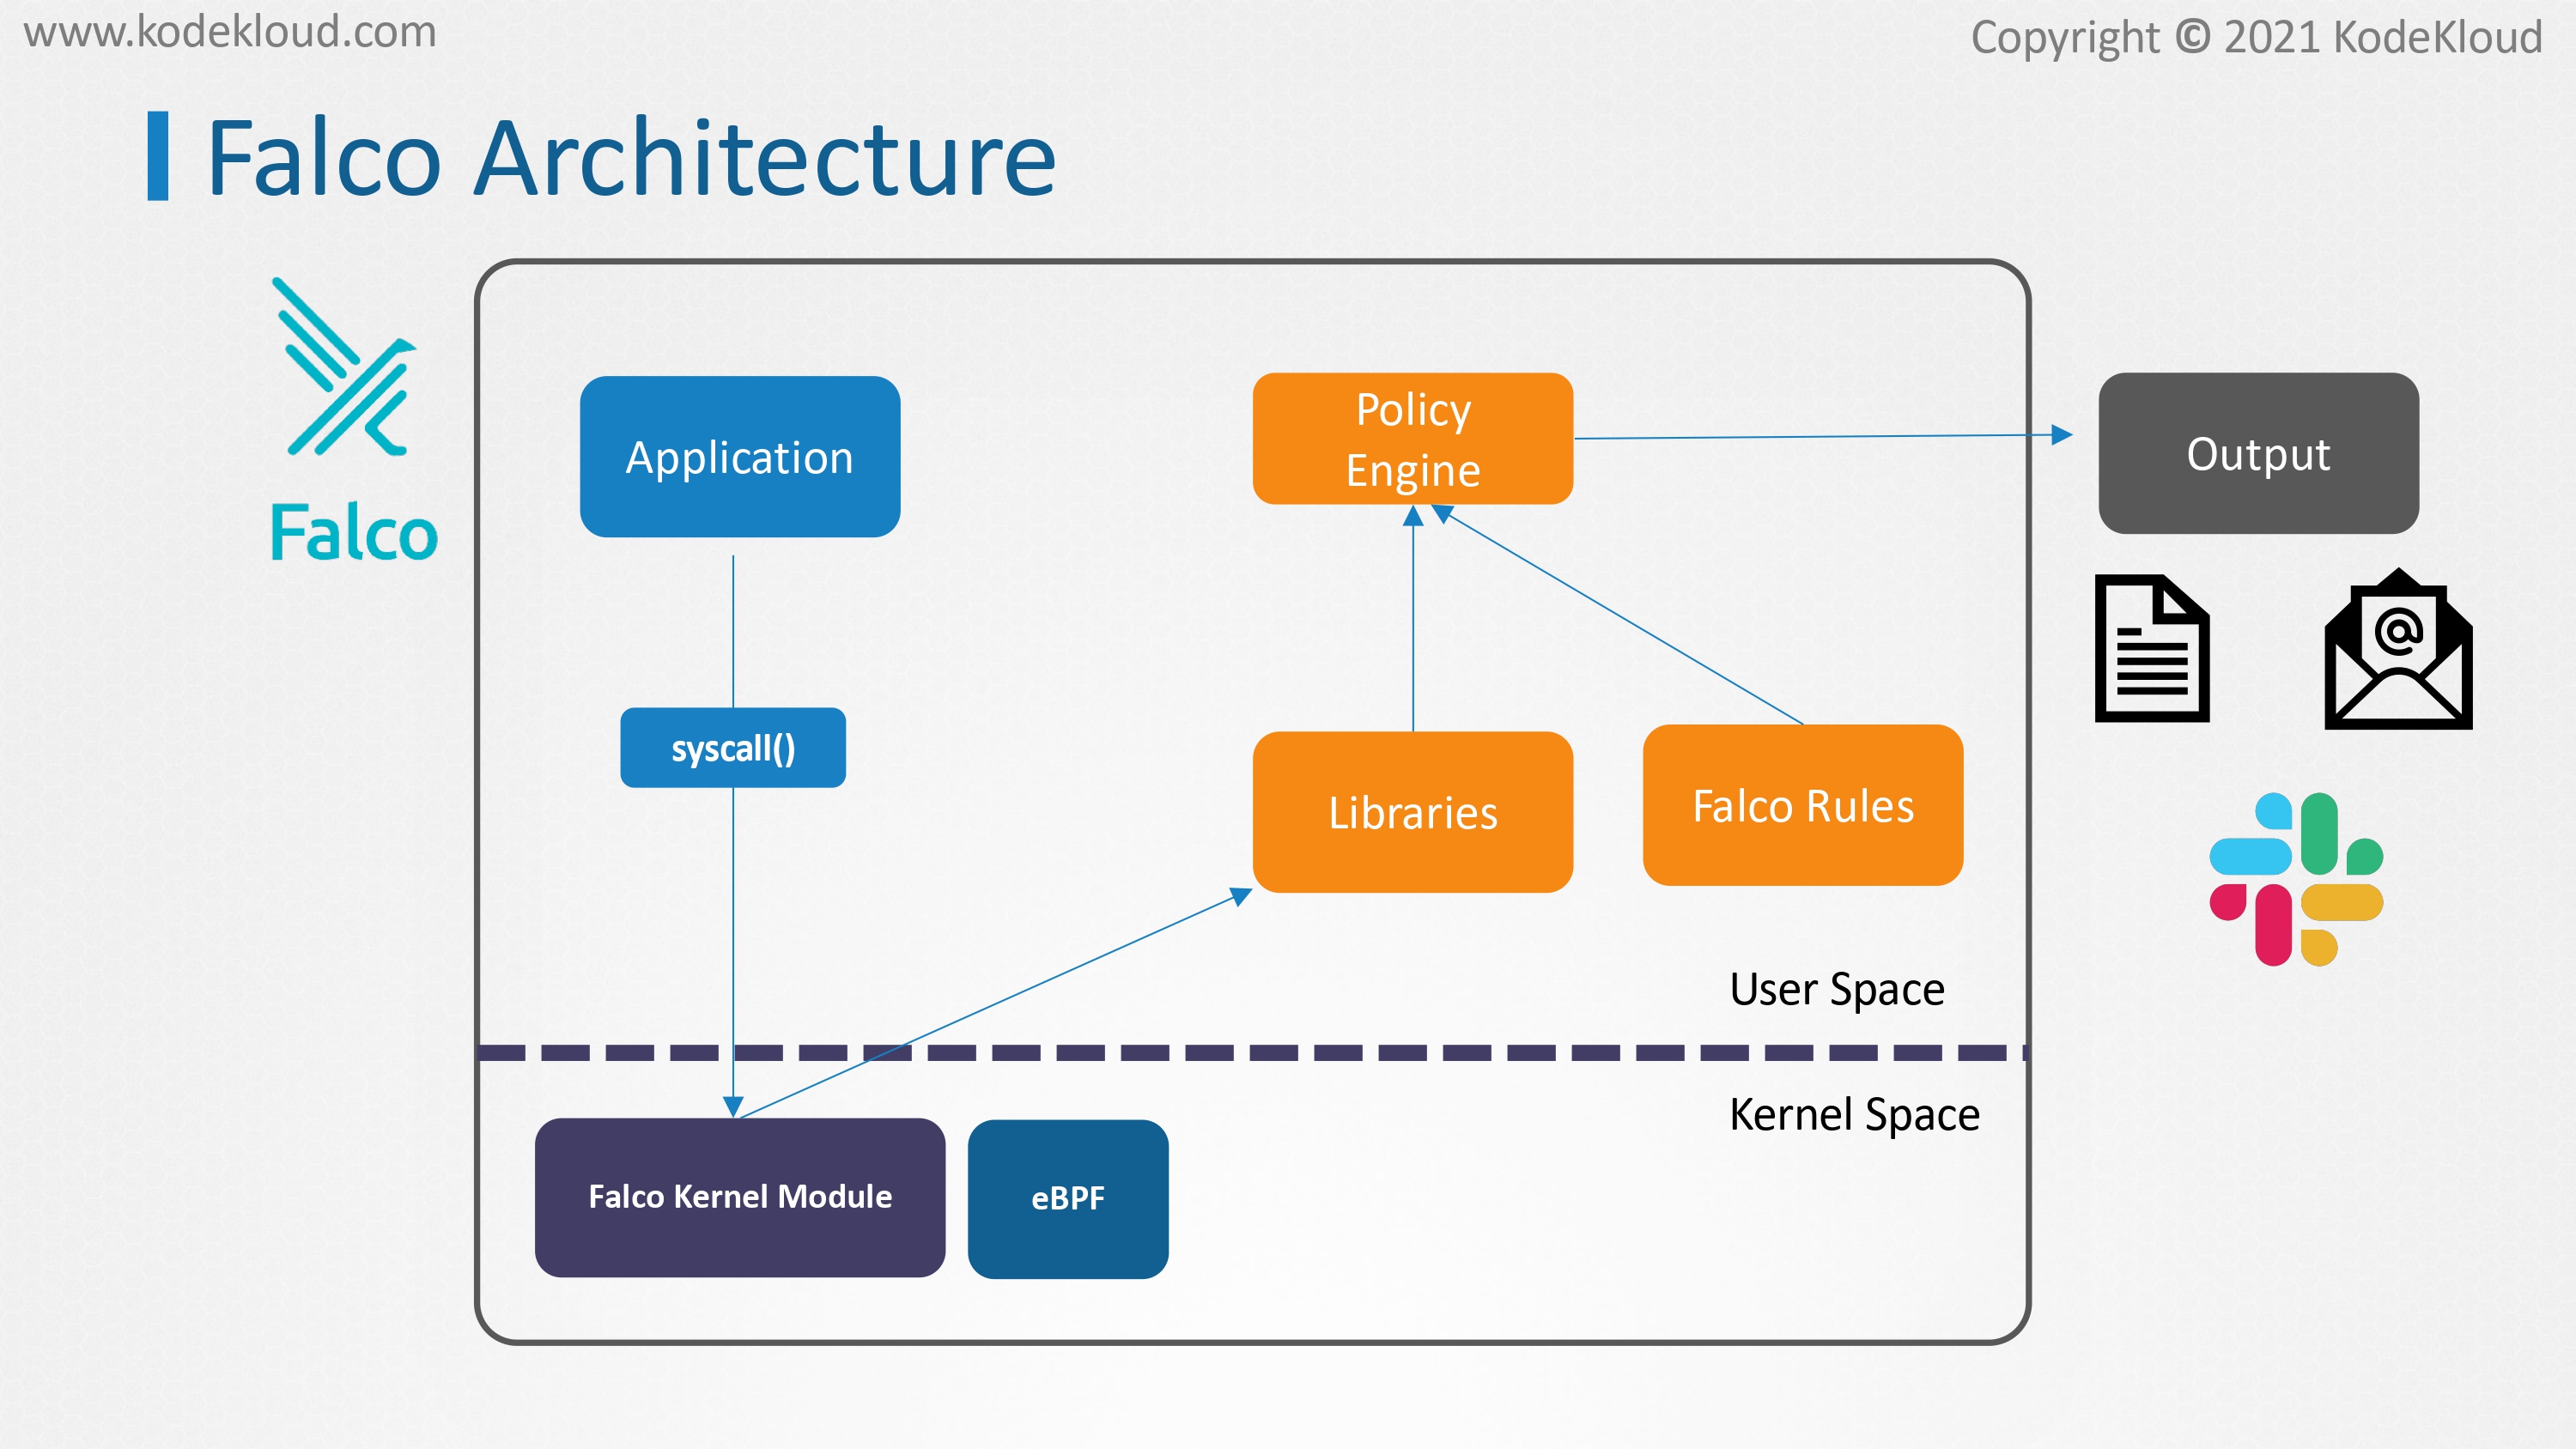 www.kodekloud.com
Copyright © 2021 KodeKloud
Falco Architecture
Falco
Application
Policy
Engine
Output
@
syscall()
Libraries
Falco Rules
User Space
Kernel Space
Falco Kernel Module
eBPF